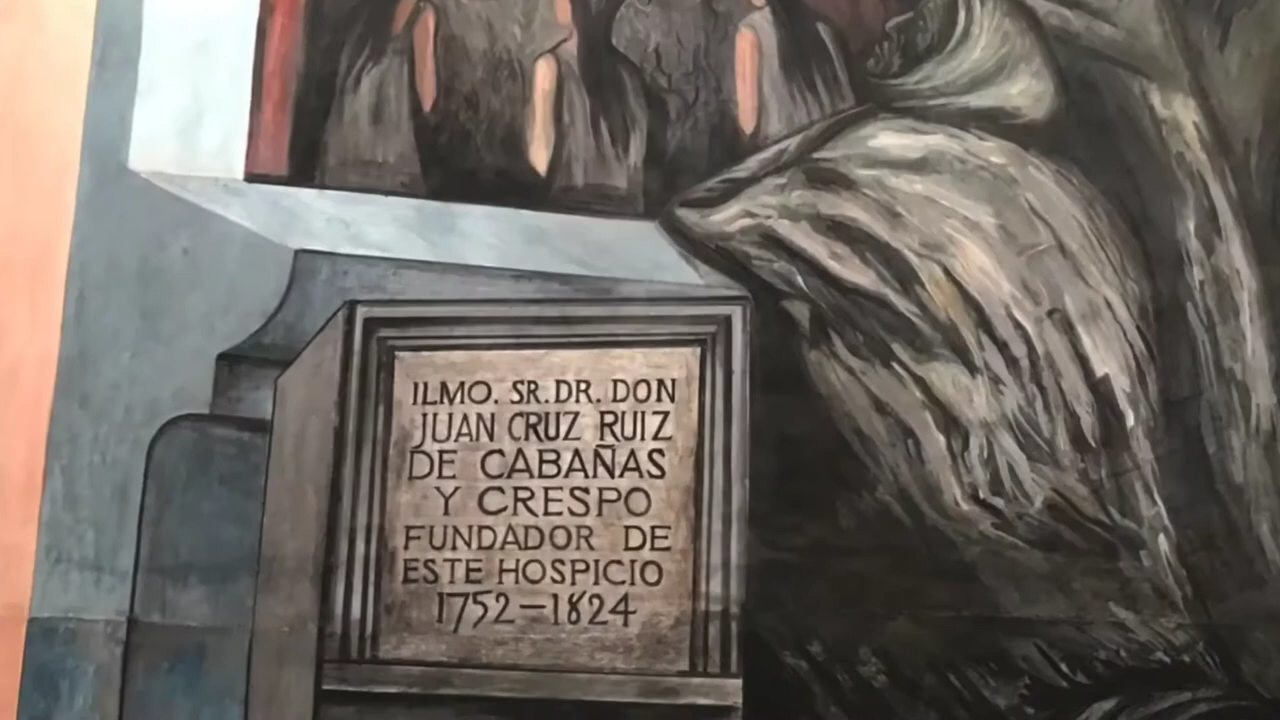 ILMO. SR. DR. DON
JUAN CRUZ RUIZ
DE CABAÑAS
Y CRESPO
FUNDADOR DE
ESTE HOSPICIO
1752-1824